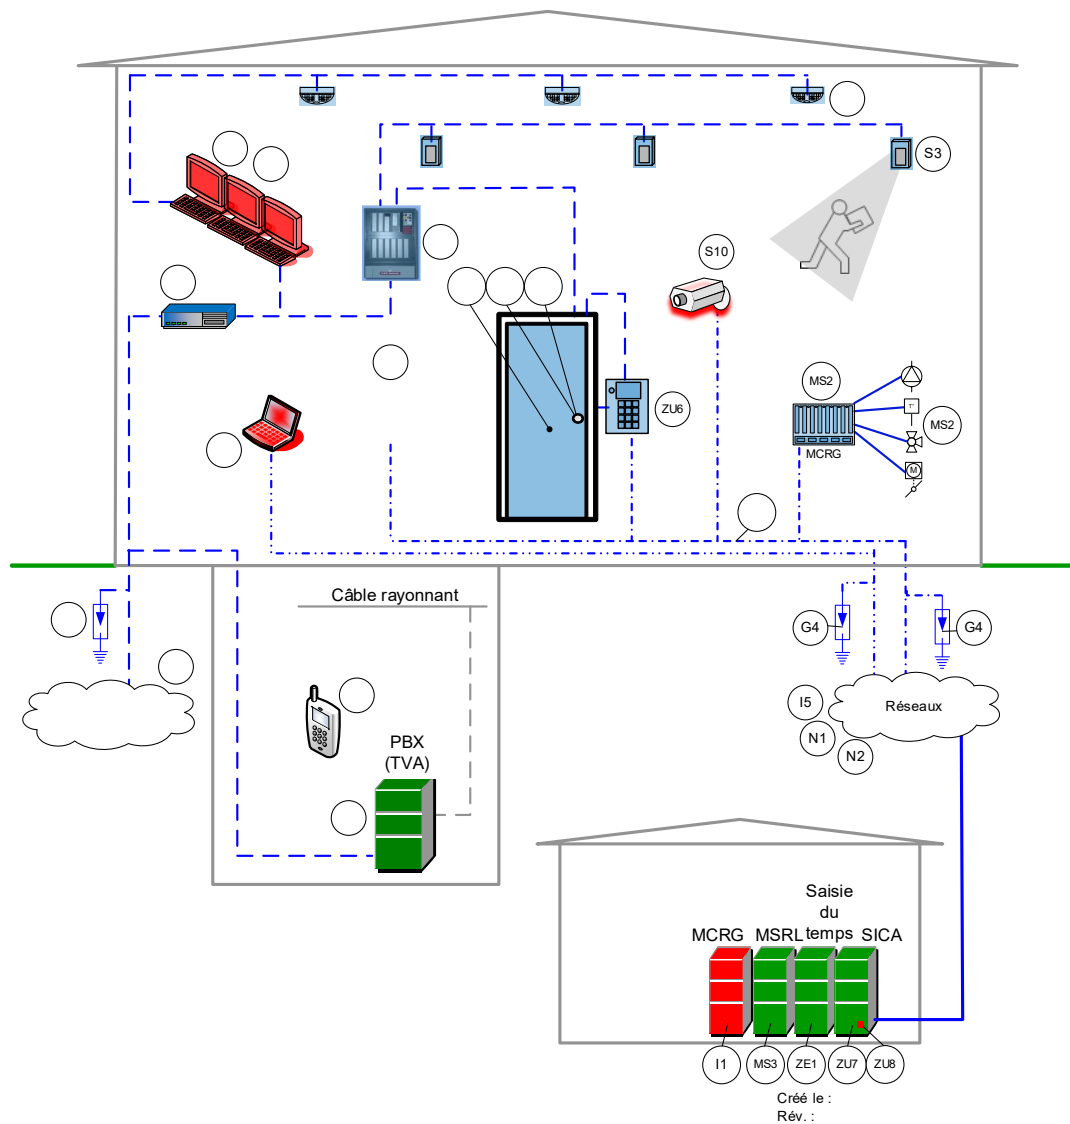 S3
S10
MS2
ZU6
MS2
T°
M
MCRG
Câble rayonnant
G4
G4
I5
Réseaux
N1
N2
PBX
(TVA)
Saisie
du
temps
MCRG
MSRL
SICA
I1
MS3
ZE1
ZU7
ZU8
Créé le :
Rév. :